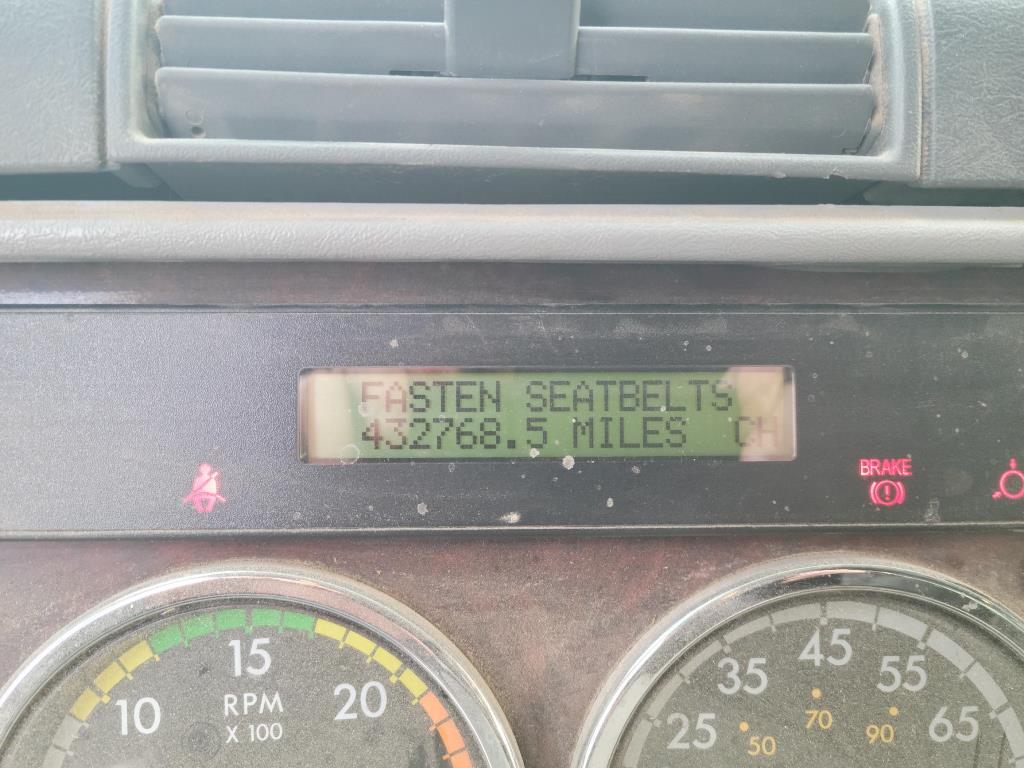 FASTEN SEATBELTS
432768.5 MILES CH
BRAKE
10 15 20
RPM
X 100
25 35 45 55 65
50 70 90